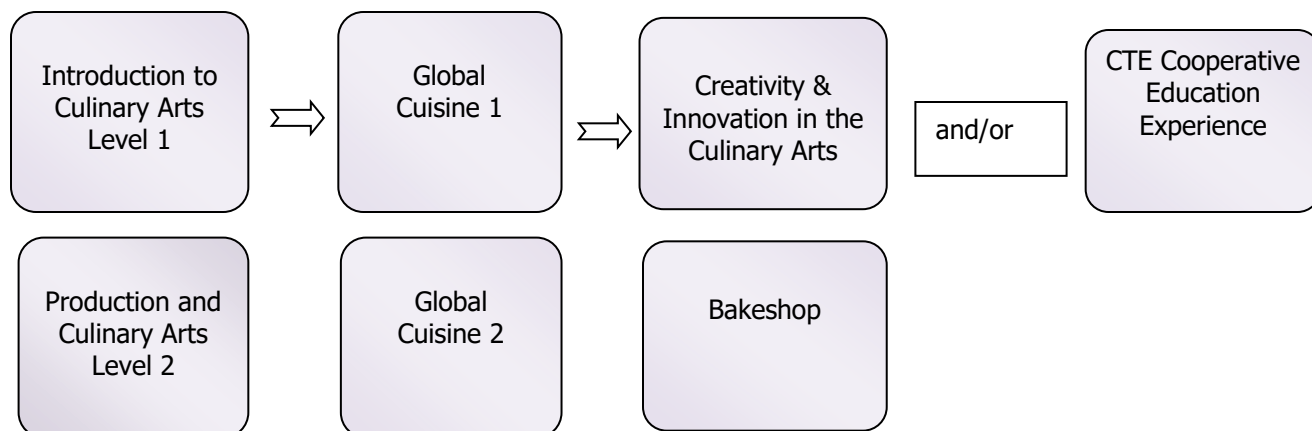 Introduction to
Culinary Arts
Level 1
Global
Cuisine 1
Creativity &
Innovation in the
Culinary Arts
and/or
CTE Cooperative
Education
Experience
Production and
Culinary Arts
Level 2
Global
Cuisine 2
Bakeshop